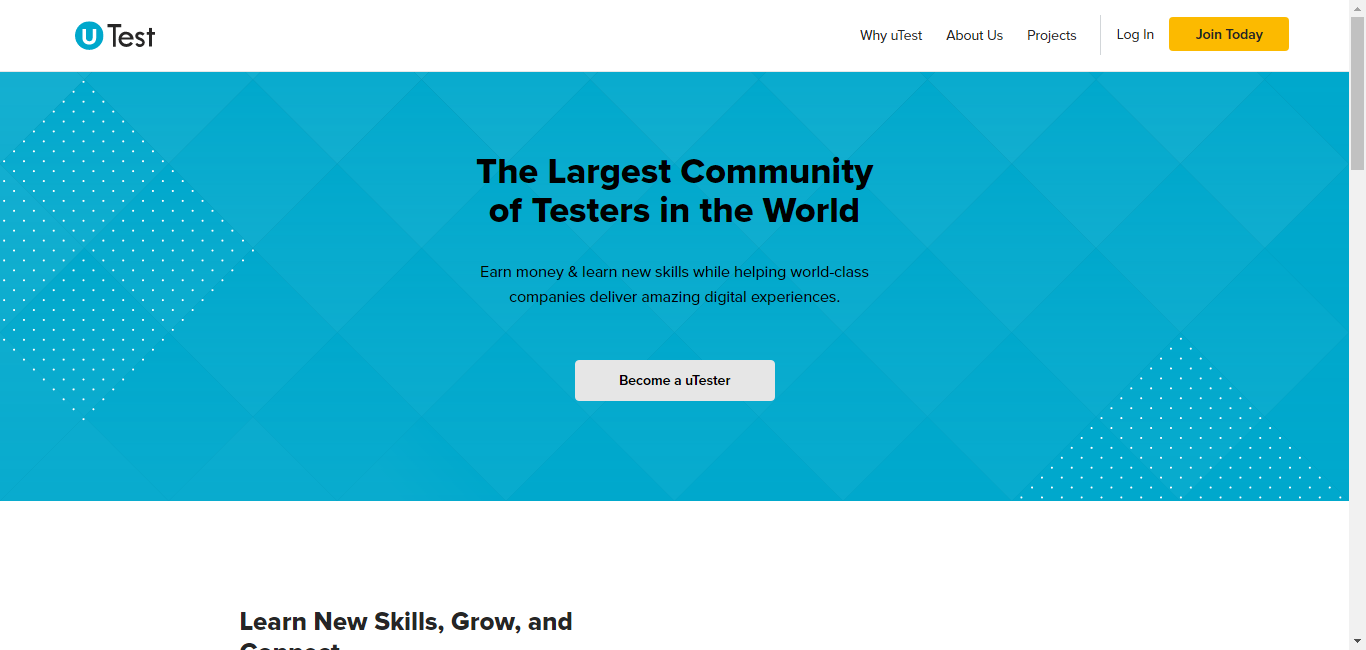 uTest
Why uTest
About Us
Projects
Log In
Join Today
The Largest Community
of Testers in the World
Earn money & learn new skills while helping world-class
companies deliver amazing digital experiences.
Become a uTester
Learn New Skills, Grow, and
Connect